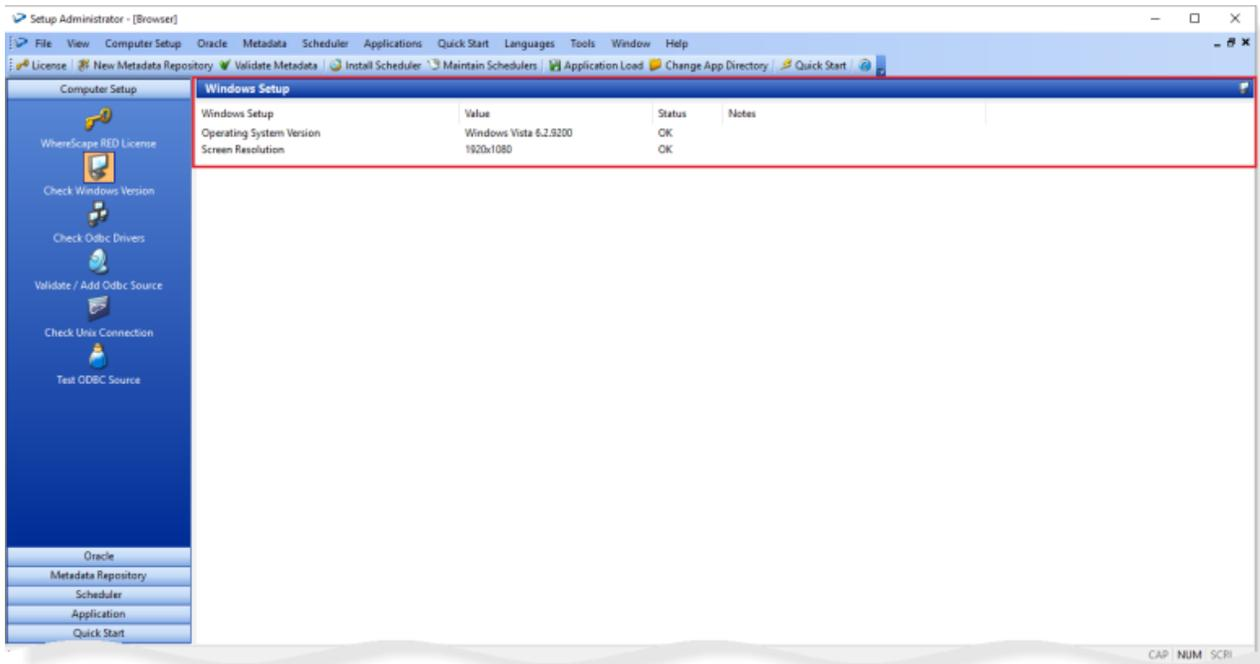 Setup Administrator - [Browser]
File View Computer Setup Oracle Metadata Scheduler Applications Quick Start Languages Tools Window Help
License New Metadata Repository Validate Metadata Install Scheduler Maintain Schedulers Application Load Change App Directory Quick Start
Computer Setup
Windows Setup
Windows Setup Value Status Notes
Operating System Version Windows Vista 6.2.9200 OK
Screen Resolution 1920x1080 OK
WhereScape RED License
Check Windows Version
Check Odbc Drivers
Validate / Add Odbc Source
Check Unix Connection
Test ODBC Source
Oracle
Metadata Repository
Scheduler
Application
Quick Start
CAP NUM SCRL